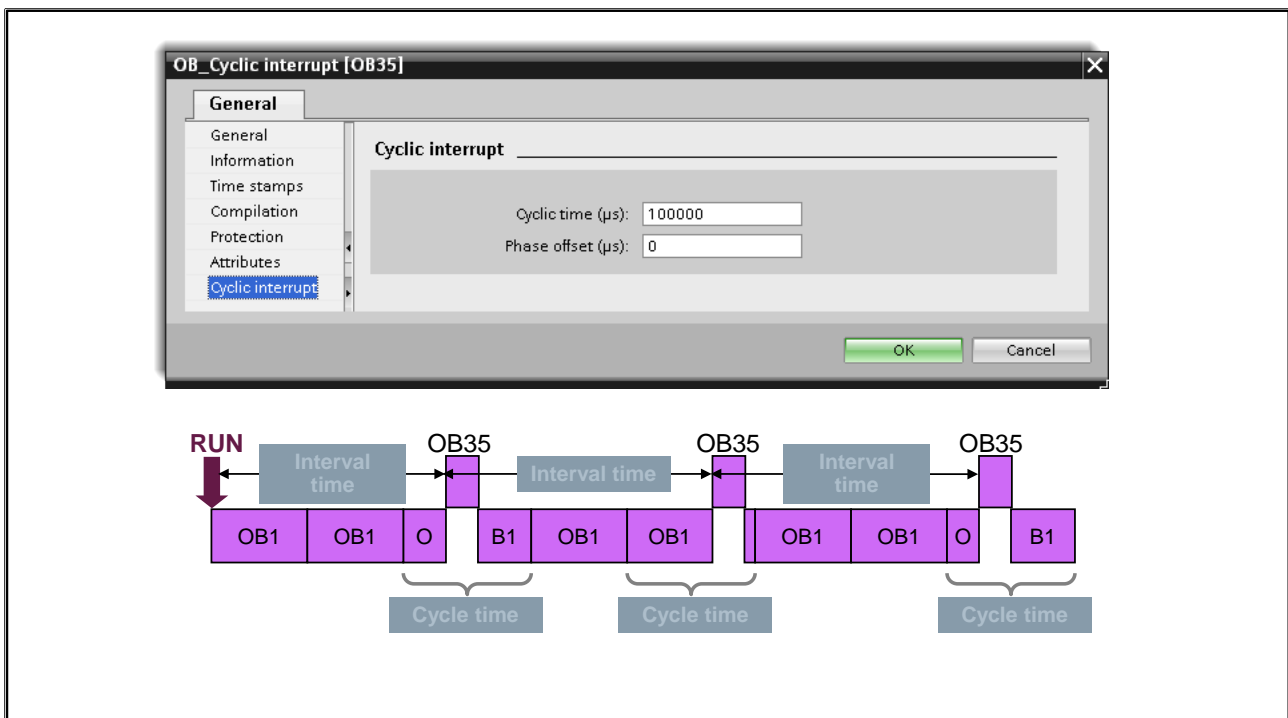 OB_Cyclic interrupt [OB35]
General
General
Information
Time stamps
Compilation
Protection
Attributes
Cyclic interrupt
Cyclic interrupt
Cyclic time (µs): 100000
Phase offset (µs): 0
OK Cancel
RUN OB35 OB35 OB35
Interval
time
Interval time
Interval
time
OB1 OB1 O B1 OB1 OB1 OB1 OB1 O B1
Cycle time Cycle time Cycle time